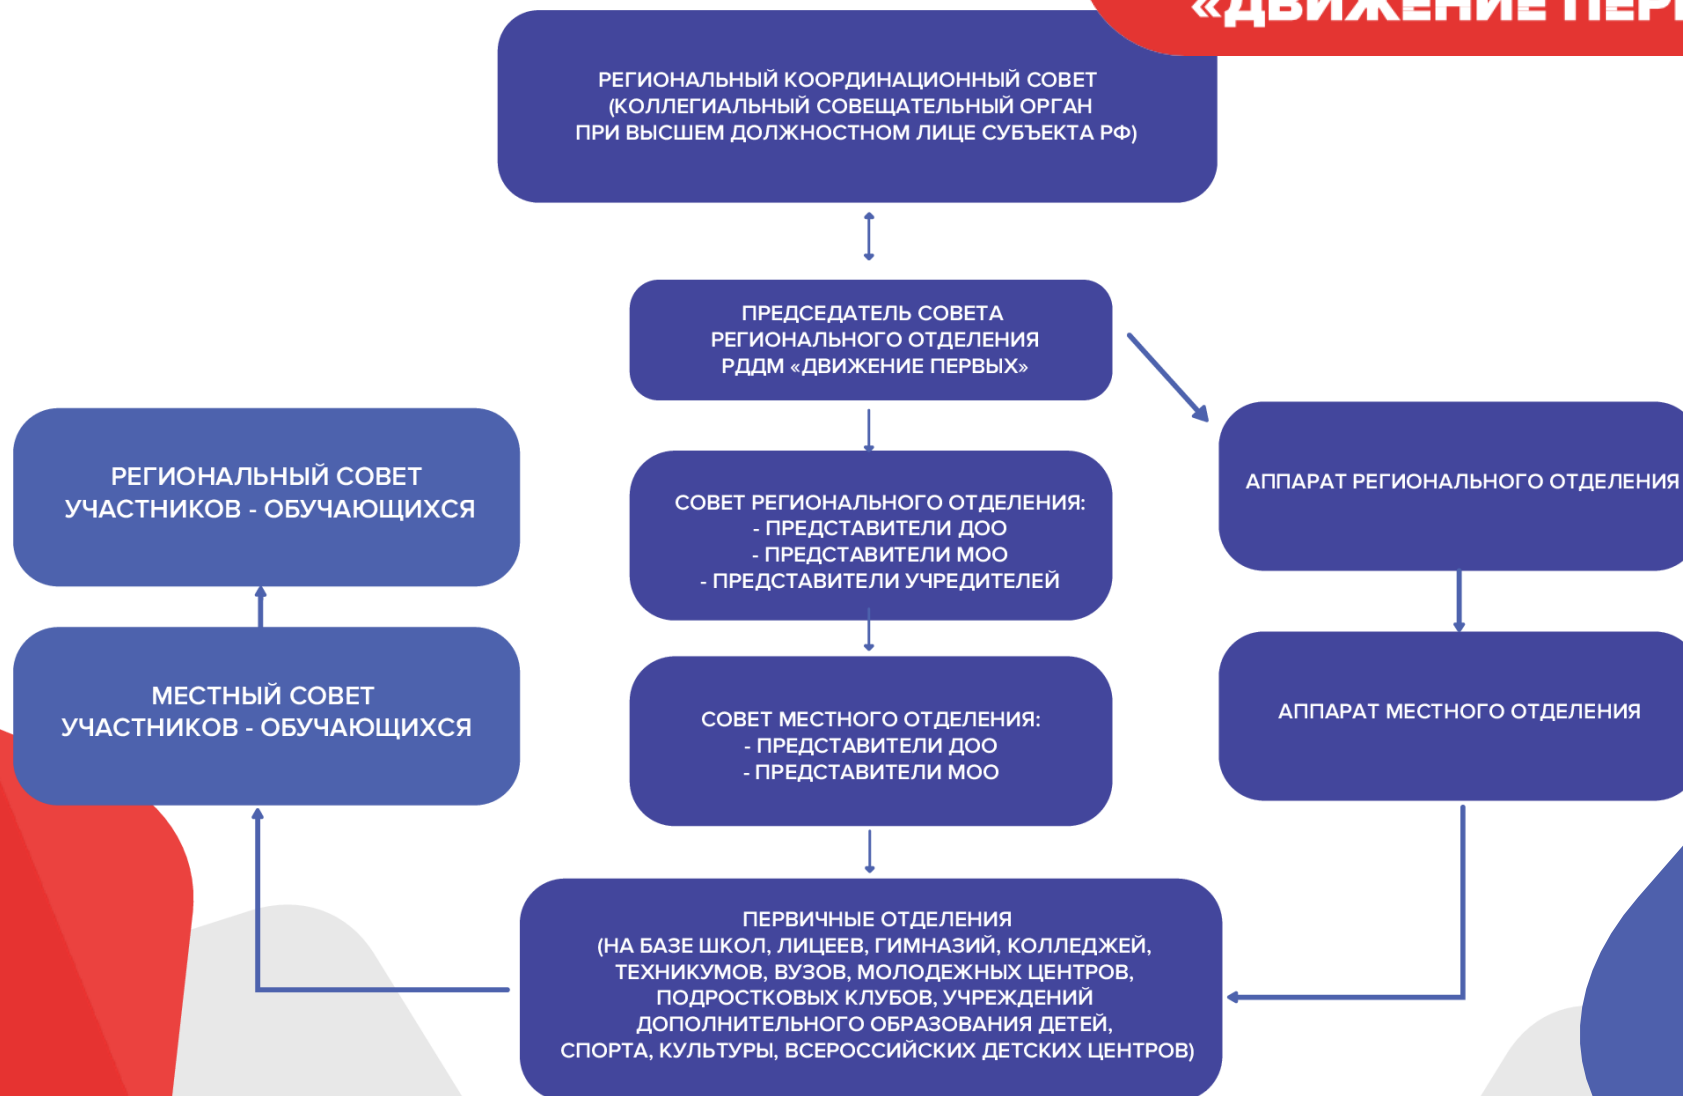 «ДВИЖЕНИЕ
РЕГИОНАЛЬНЫЙ КООРДИНАЦИОННЫЙ СОВЕТ
(КОЛЛЕГИАЛЬНЫЙ СОВЕЩАТЕЛЬНЫЙ ОРГАН
ПРИ ВЫСШЕМ ДОЛЖНОСТНОМ ЛИЦЕ СУБЪЕКТА РФ)
ПРЕДСЕДАТЕЛЬ СОВЕТА
РЕГИОНАЛЬНОГО ОТДЕЛЕНИЯ
РДДМ «ДВИЖЕНИЕ ПЕРВЫХ»
РЕГИОНАЛЬНЫЙ СОВЕТ
УЧАСТНИКОВ - ОБУЧАЮЩИХСЯ
СОВЕТ РЕГИОНАЛЬНОГО ОТДЕЛЕНИЯ:
- ПРЕДСТАВИТЕЛИ ДОО
- ПРЕДСТАВИТЕЛИ МОО
- ПРЕДСТАВИТЕЛИ УЧРЕДИТЕЛЕЙ
АППАРАТ РЕГИОНАЛЬНОГО ОТДЕЛЕНИЯ
МЕСТНЫЙ СОВЕТ
УЧАСТНИКОВ - ОБУЧАЮЩИХСЯ
СОВЕТ МЕСТНОГО ОТДЕЛЕНИЯ:
- ПРЕДСТАВИТЕЛИ ДОО
- ПРЕДСТАВИТЕЛИ МОО
АППАРАТ МЕСТНОГО ОТДЕЛЕНИЯ
ПЕРВИЧНЫЕ ОТДЕЛЕНИЯ
(НА БАЗЕ ШКОЛ, ЛИЦЕЕВ, ГИМНАЗИЙ, КОЛЛЕДЖЕЙ,
ТЕХНИКУМОВ, ВУЗОВ, МОЛОДЕЖНЫХ ЦЕНТРОВ,
ПОДРОСТКОВЫХ КЛУБОВ, УЧРЕЖДЕНИЙ
ДОПОЛНИТЕЛЬНОГО ОБРАЗОВАНИЯ ДЕТЕЙ,
СПОРТА, КУЛЬТУРЫ, ВСЕРОССИЙСКИХ ДЕТСКИХ ЦЕНТРОВ)